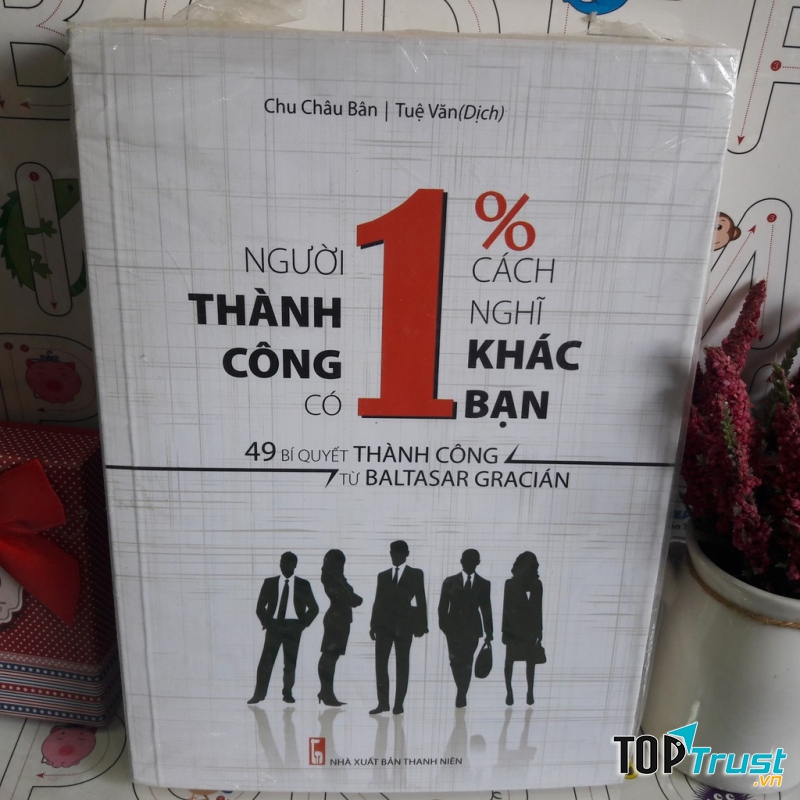 Chu Châu Bân | Tuệ Văn(Dịch)
NGƯỜI
THÀNH
CÔNG
CÓ
1%
CÁCH
NGHĨ
KHÁC
BẠN
49 BÍ QUYẾT THÀNH CÔNG
TỪ BALTASAR GRACIÁN
NHÀ XUẤT BẢN THANH NIÊN
TOPTrust.vn